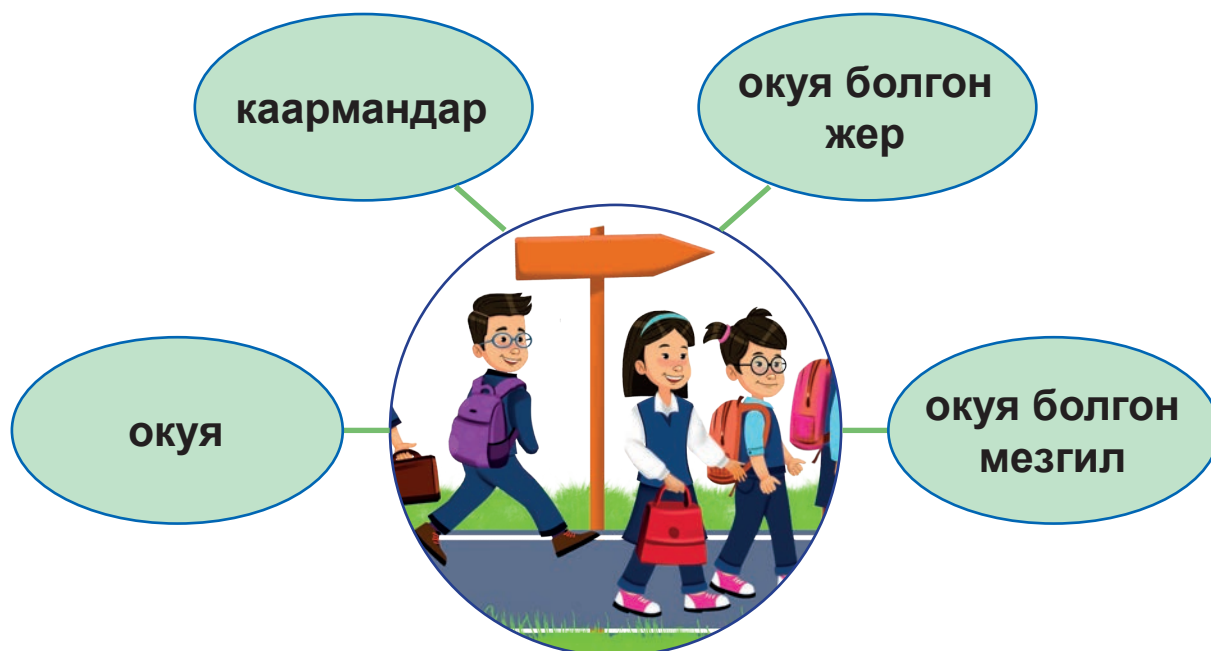 каармандар
окуя болгон
жер
окуя
окуя болгон
мезгил